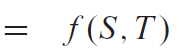 = f(S,T)